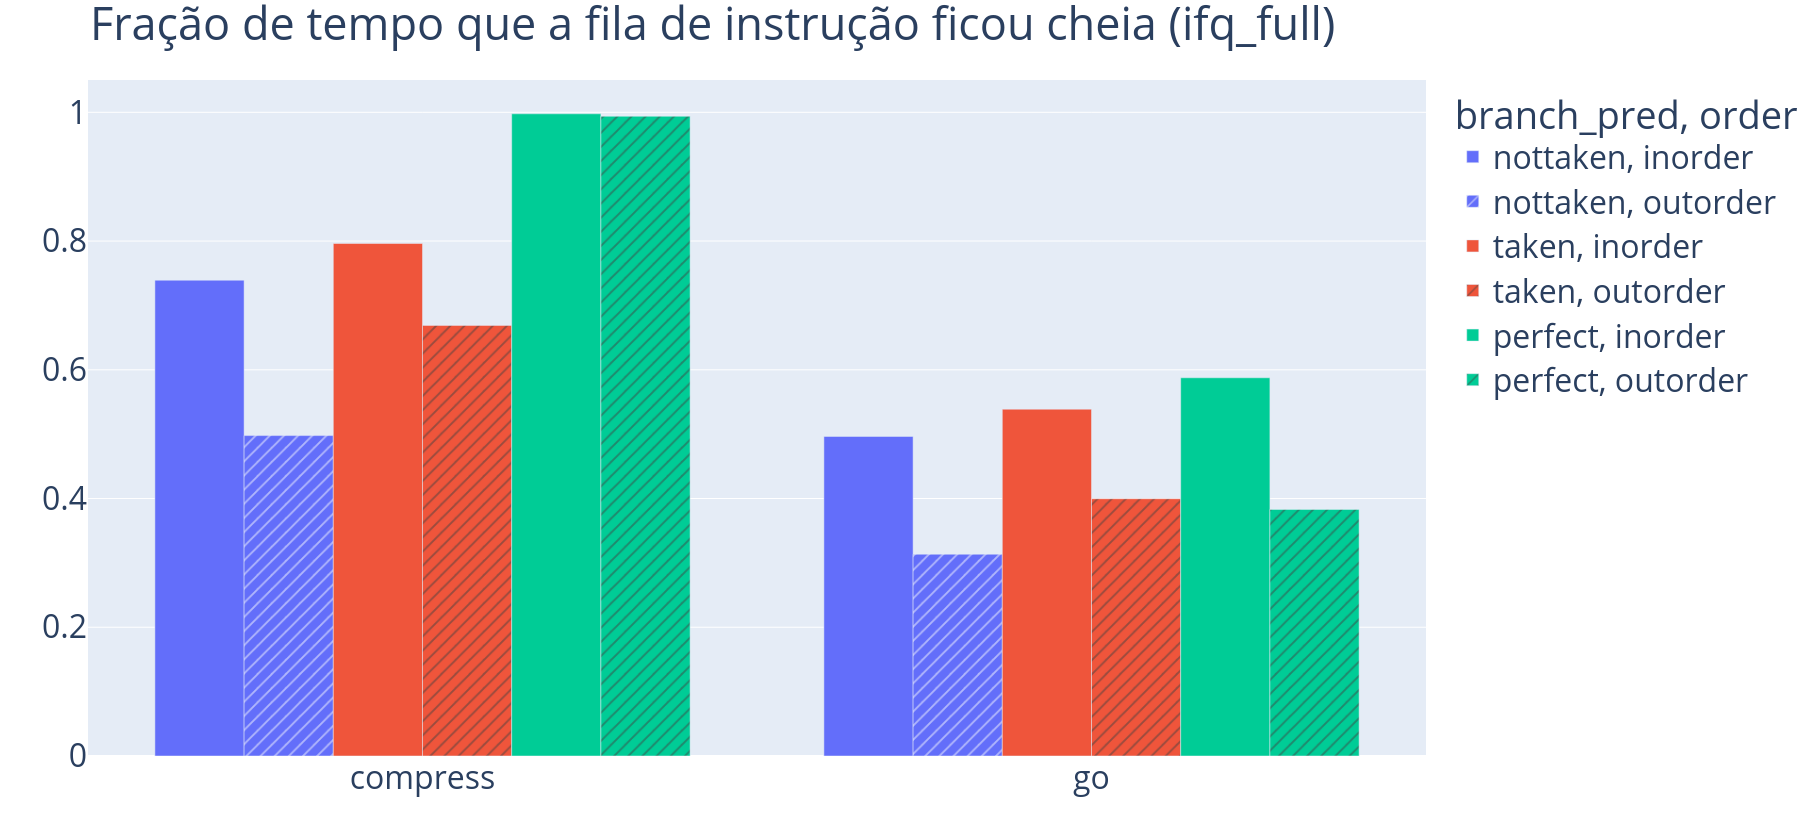 Fração de tempo que a fila de instrução ficou cheia (ifq_full)
1
0.8
0.6
0.4
0.2
0
compress
go
branch_pred, order
nottaken, inorder
nottaken, outorder
taken, inorder
taken, outorder
perfect, inorder
perfect, outorder